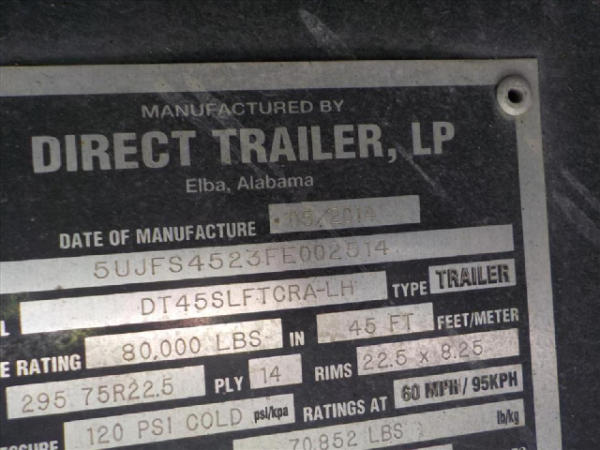 MANUFACTURED BY
DIRECT TRAILER, LP
Elba, Alabama
DATE OF MANUFACTURE 05/2014
5UJFS4523FE002514
DT45SLFTCRA-LH TYPE TRAILER
RATING 80,000 LBS IN 45 FT FEET/METER
295 75R22.5 PLY 14 RIMS 22.5 x 8.25
120 PSI COLD psi/kpa RATINGS AT 60 MPH / 95KPH
70,852 LBS lb/kg